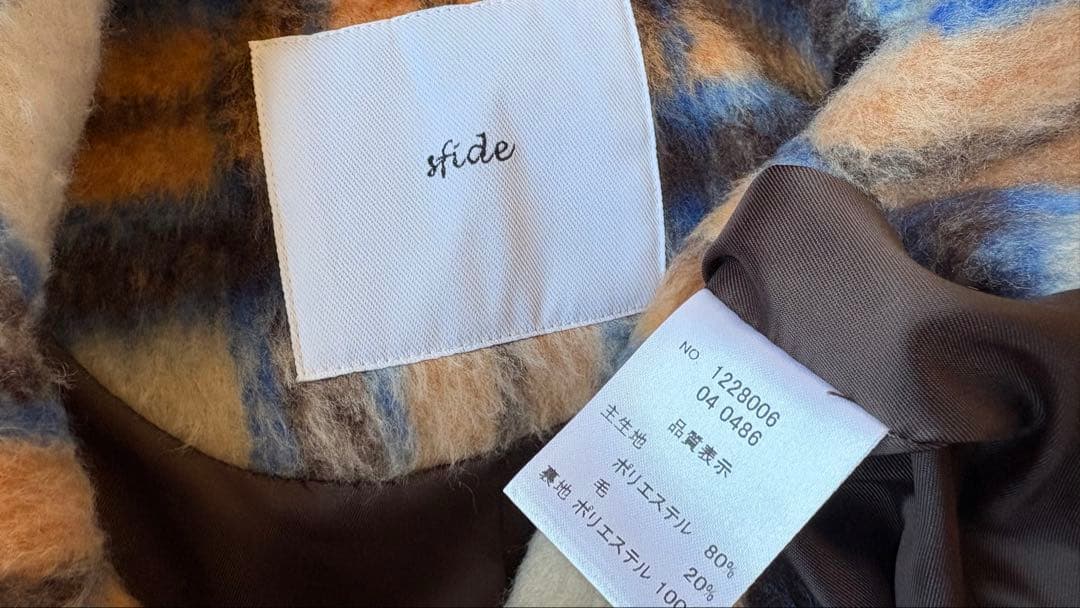 sfide
NO. 1228006
04 0486
品質表示
主生地 ポリエステル 80%
毛 20%
裏地 ポリエステル 100